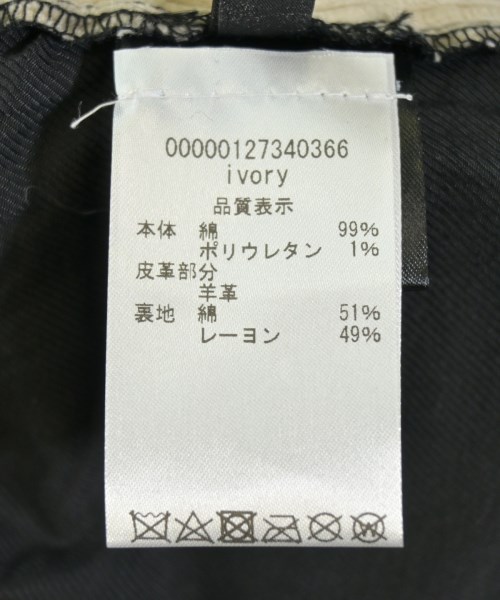 00000127340366
ivory
品質表示
本体 綿 99%
ポリウレタン 1%
皮革部分
羊革
裏地 綿 51%
レーヨン 49%